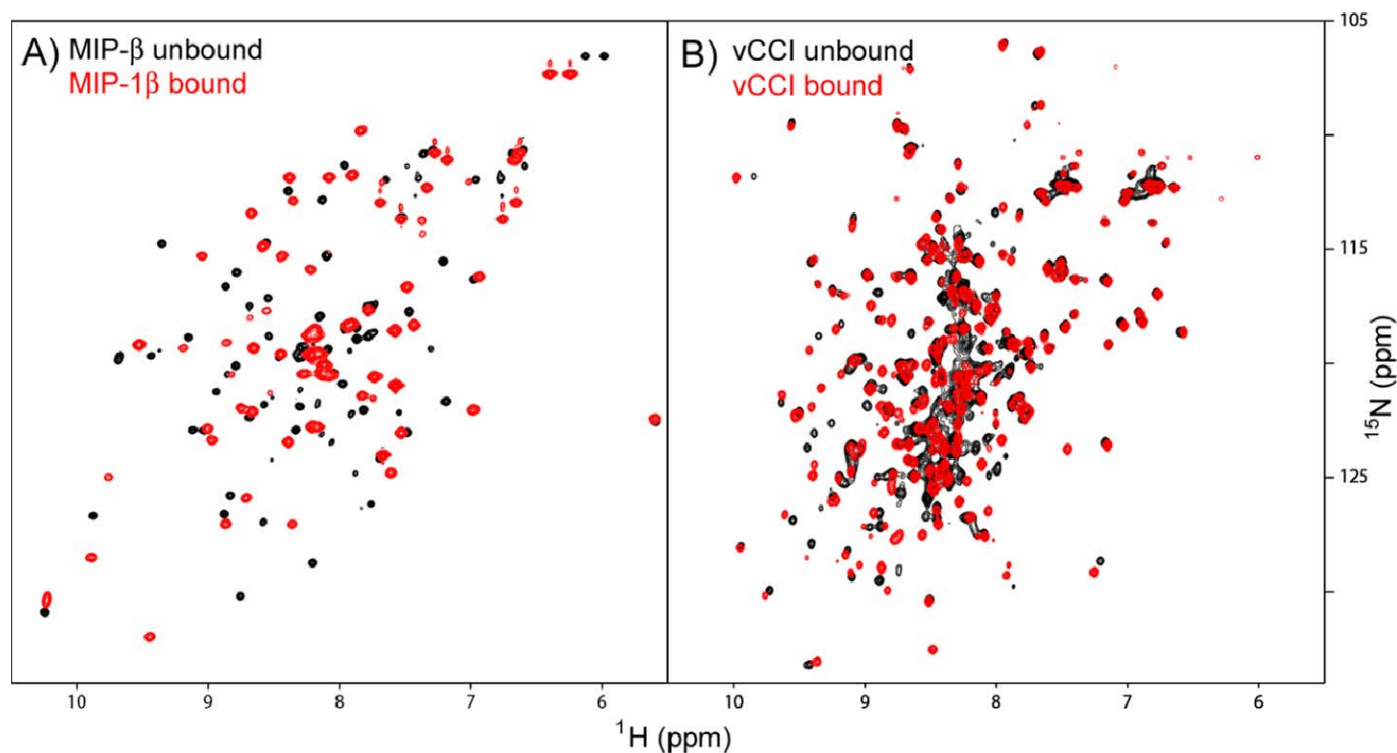 A) MIP-β unbound
MIP-1β bound
B) vCCI unbound
vCCI bound
105
115
125
15N (ppm)
10 9 8 7 6
10 9 8 7 6
1H (ppm)